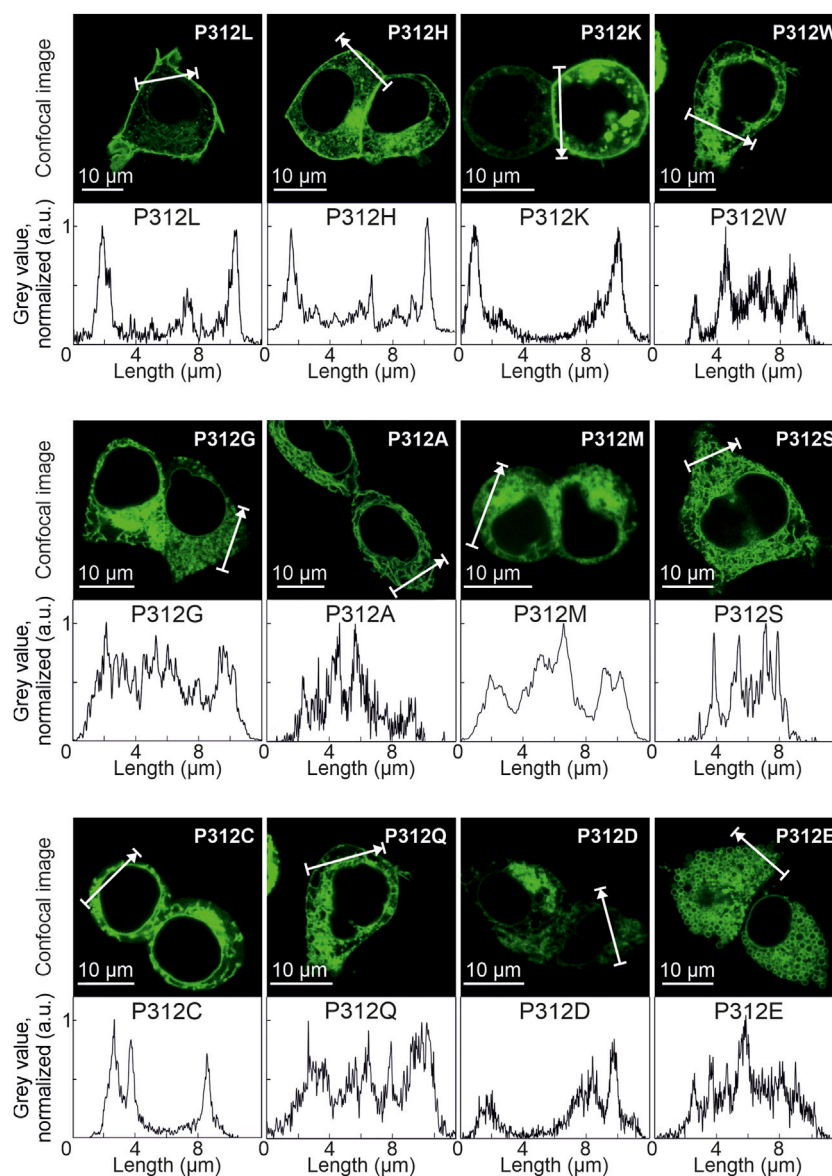 Confocal image
P312L
P312H
P312K
P312W
10 µm
10 µm
10 µm
10 µm
Grey value,
normalized (a.u.)
1
P312L
P312H
P312K
P312W
0 4 8 0 4 8 0 4 8 0 4 8
Length (µm) Length (µm) Length (µm) Length (µm)
Confocal image
P312G
P312A
P312M
P312S
10 µm
10 µm
10 µm
10 µm
Grey value,
normalized (a.u.)
1
P312G
P312A
P312M
P312S
0 4 8 0 4 8 0 4 8 0 4 8
Length (µm) Length (µm) Length (µm) Length (µm)
Confocal image
P312C
P312Q
P312D
P312E
10 µm
10 µm
10 µm
10 µm
Grey value,
normalized (a.u.)
1
P312C
P312Q
P312D
P312E
0 4 8 0 4 8 0 4 8 0 4 8
Length (µm) Length (µm) Length (µm) Length (µm)